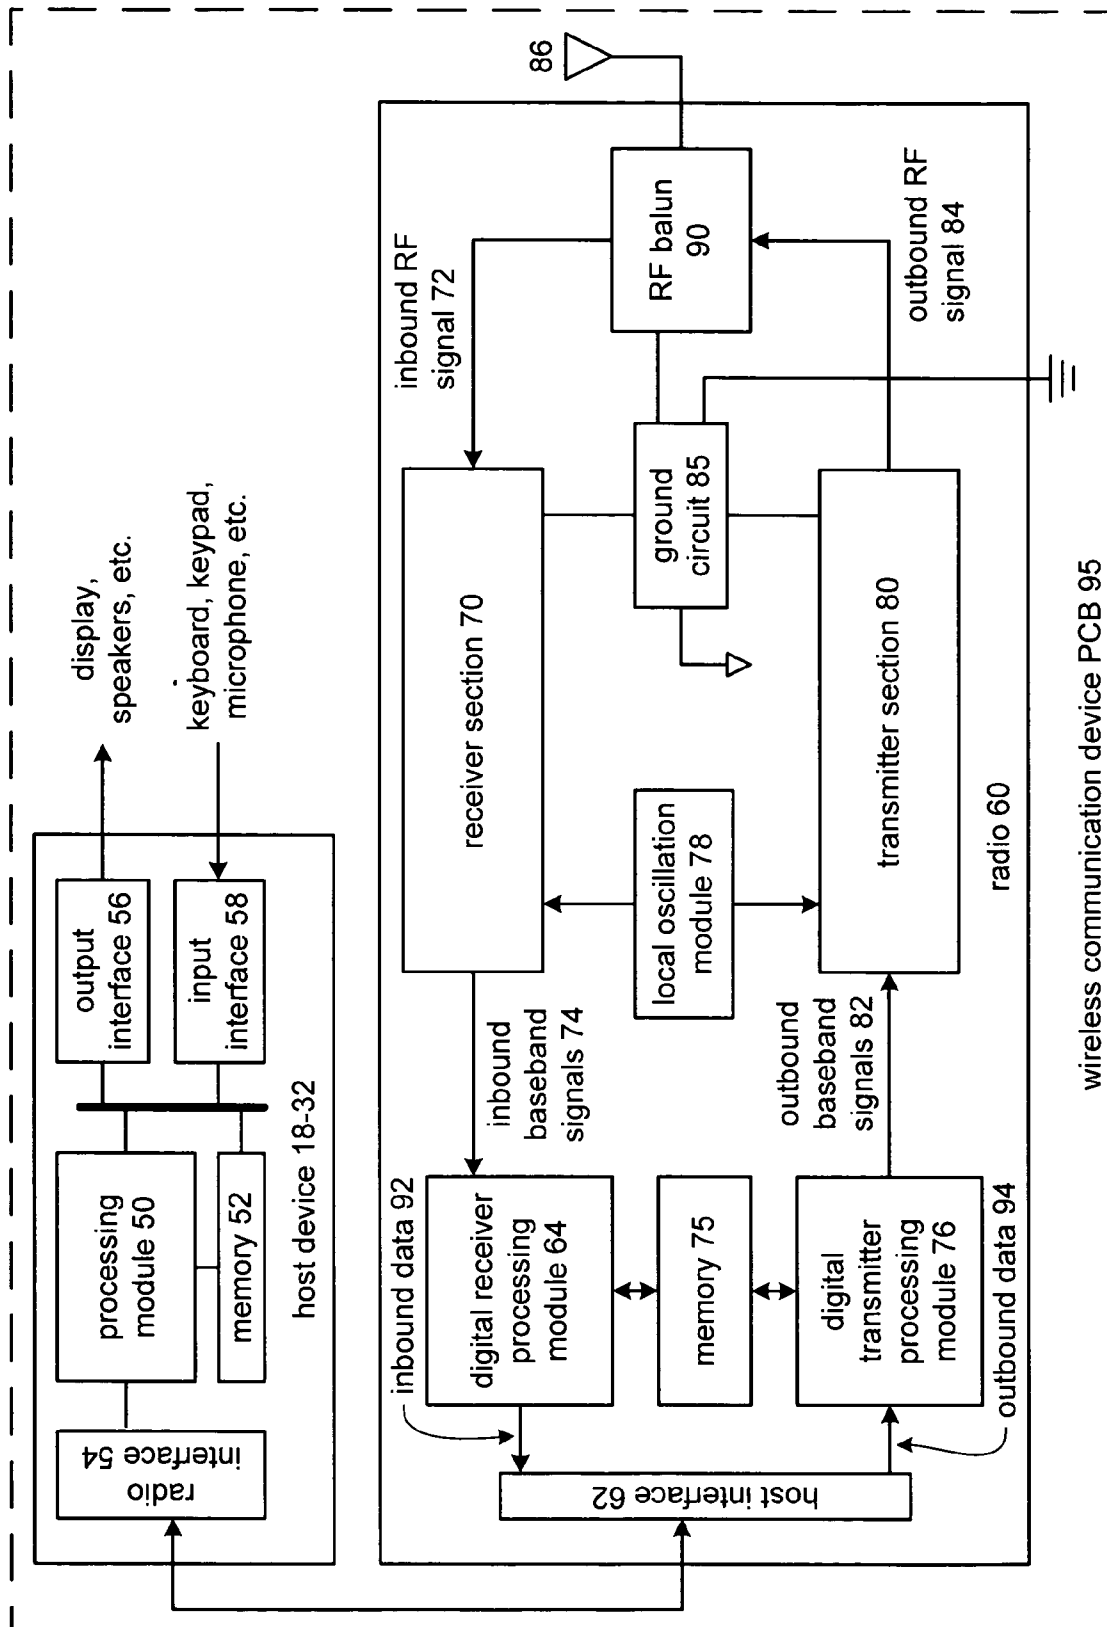 display,
speakers, etc.
keyboard, keypad,
microphone, etc.
output
interface 56
input
interface 58
processing
module 50
memory 52
radio
interface 54
host device 18-32
86
RF balun
90
inbound RF
signal 72
outbound RF
signal 84
receiver section 70
ground
circuit 85
transmitter section 80
local oscillation
module 78
inbound
baseband
signals 74
outbound
baseband
signals 82
radio 60
digital receiver
processing
module 64
memory 75
digital
transmitter
processing
module 76
inbound data 92
outbound data 94
host interface 62
wireless communication device PCB 95